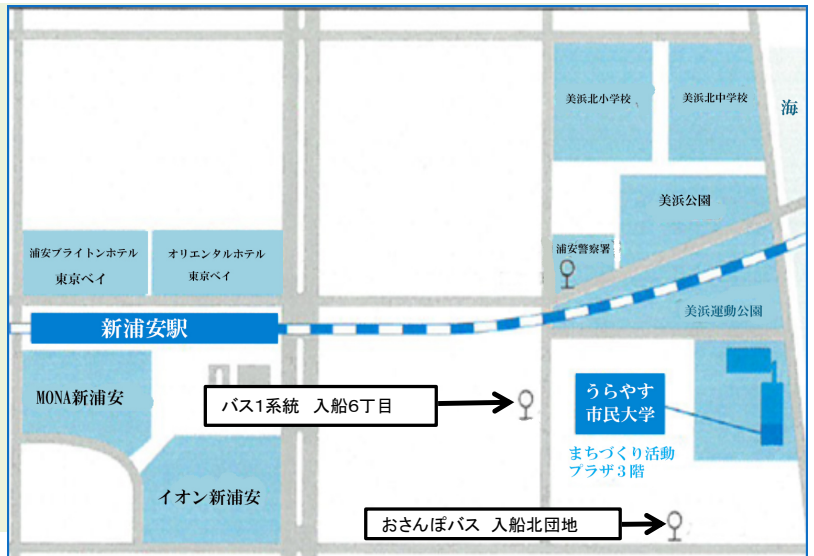 美浜北小学校
美浜北中学校
海
美浜公園
浦安ブライトンホテル
東京ベイ
オリエンタルホテル
東京ベイ
浦安警察署
美浜運動公園
新浦安駅
MONA新浦安
バス1系統 入船6丁目
うらやす
市民大学
まちづくり活動
プラザ3階
イオン新浦安
おさんぽバス 入船北団地